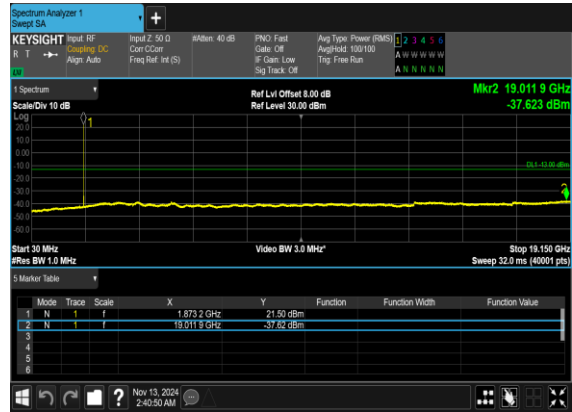 Spectrum Analyzer 1
Swept SA
+
KEYSIGHT Input: RF Input Z: 50 Ω #Atten: 40 dB PNO: Fast Avg Type: Power (RMS) 1 2 3 4 5 6
R T Coupling: DC Corr CCorr Gate: Off Avg|Hold: 100/100 A W W W W W
Align: Auto Freq Ref: Int (S) IF Gain: Low Trig: Free Run A N N N N N
Sig Track: Off
1 Spectrum Ref Lvl Offset 8.00 dB Mkr2 19.011 9 GHz
Scale/Div 10 dB Ref Level 30.00 dBm -37.623 dBm
Log
1
20.0
10.0
0.00
-10.0
DL1 -13.00 dBm
-20.0
-30.0
2
-40.0
-50.0
-60.0
Start 30 MHz Video BW 3.0 MHz* Stop 19.150 GHz
#Res BW 1.0 MHz Sweep 32.0 ms (40001 pts)
5 Marker Table
Mode Trace Scale X Y Function Function Width Function Value
1 N 1 f 1.873 2 GHz 21.50 dBm
2 N 1 f 19.011 9 GHz -37.62 dBm
3
4
5
6
? Nov 13, 2024
2:40:50 AM